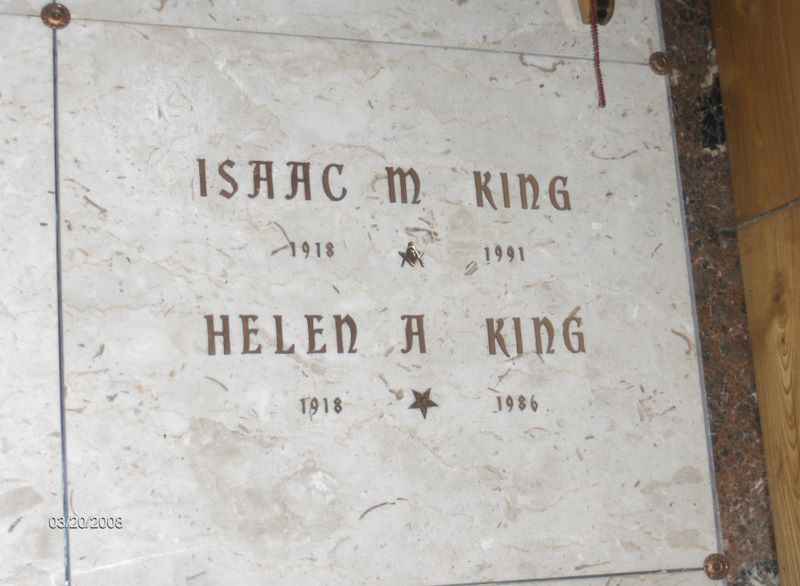 ISAAC M KING
1918 1991
HELEN A KING
1918 1986
03/20/2008